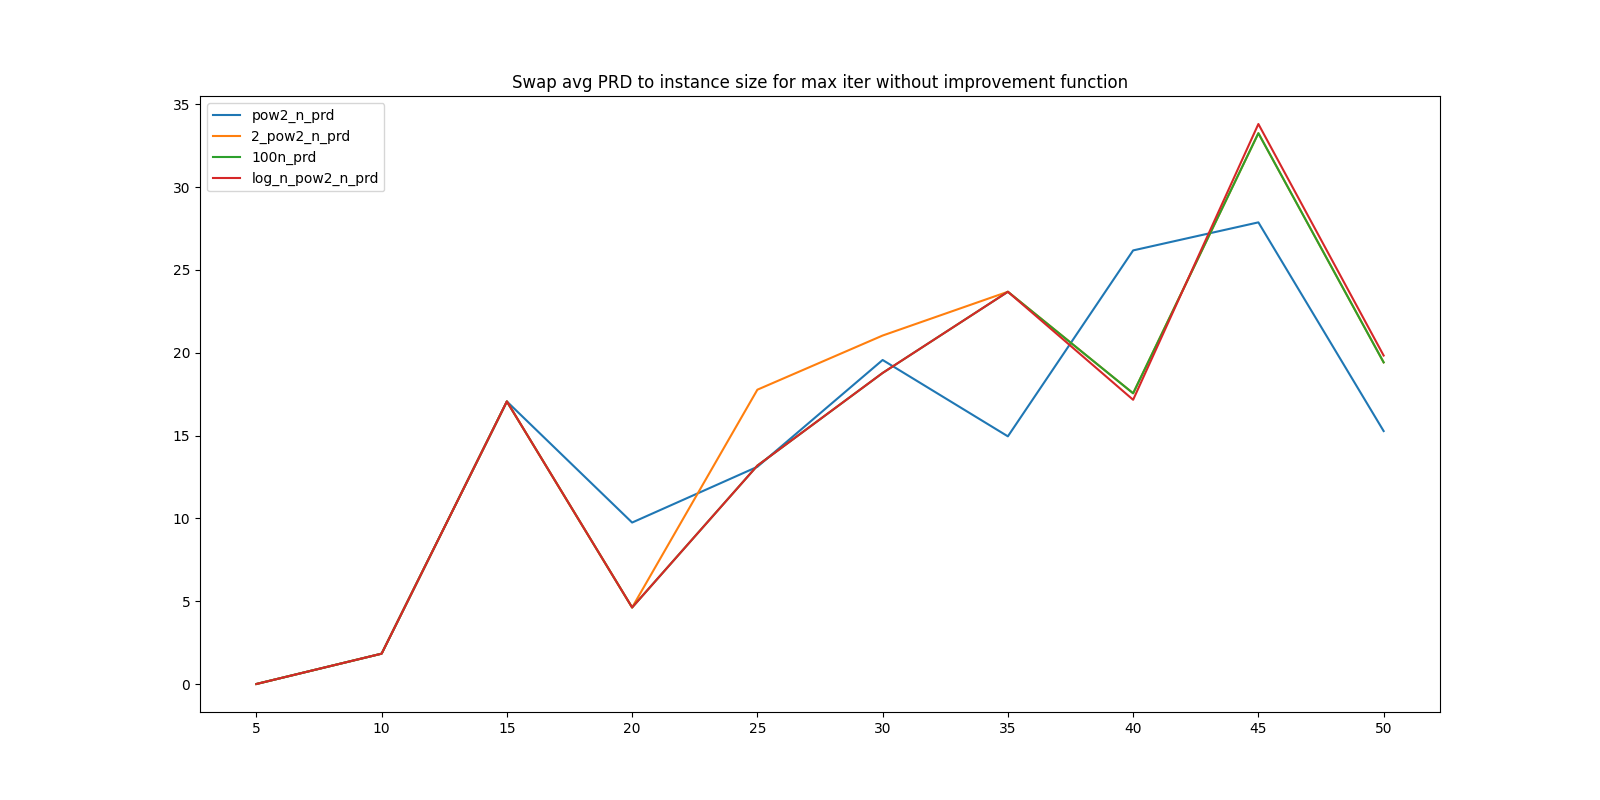 Swap avg PRD to instance size for max iter without improvement function
35
30
25
20
15
10
5
0
pow2_n_prd
2_pow2_n_prd
100n_prd
log_n_pow2_n_prd
5 10 15 20 25 30 35 40 45 50